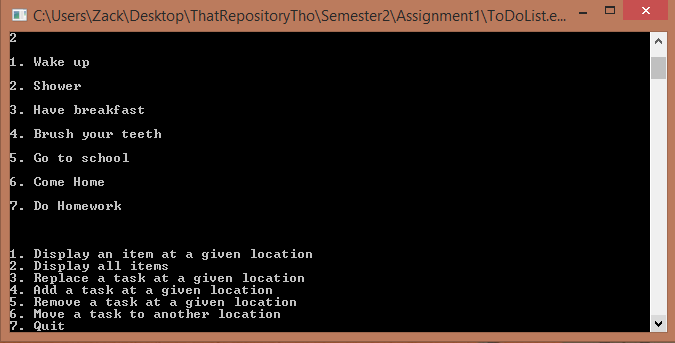 C:\Users\Zack\Desktop\ThatRepositoryTho\Semester2\Assignment1\ToDoList.e...
2
1. Wake up
2. Shower
3. Have breakfast
4. Brush your teeth
5. Go to school
6. Come Home
7. Do Homework
1. Display an item at a given location
2. Display all items
3. Replace a task at a given location
4. Add a task at a given location
5. Remove a task at a given location
6. Move a task to another location
7. Quit